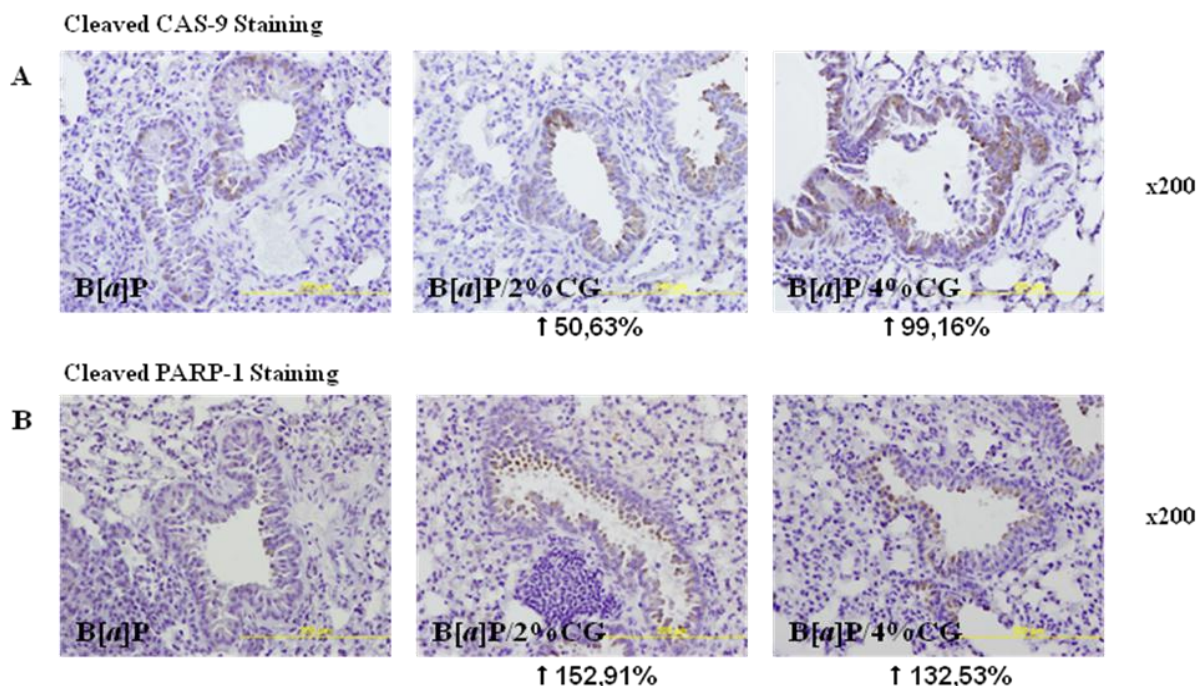 Cleaved CAS-9 Staining
A
B[a]P
B[a]P/2%CG
B[a]P/4%CG
x200
↑ 50,63%
↑ 99,16%
Cleaved PARP-1 Staining
B
B[a]P
B[a]P/2%CG
B[a]P/4%CG
x200
↑ 152,91%
↑ 132,53%